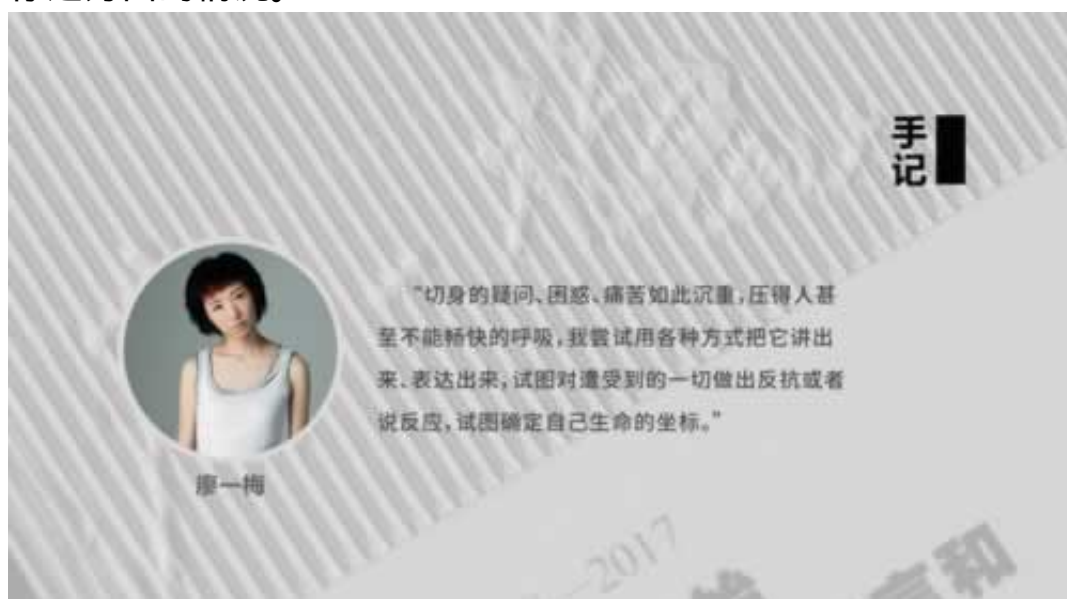 手记
"切身的疑问、困惑、痛苦如此沉重,压得人甚
至不能畅快的呼吸,我尝试用各种方式把它讲出
来、表达出来,试图对遭受到的一切做出反抗或者
说反应,试图确定自己生命的坐标。"
廖一梅
—2017